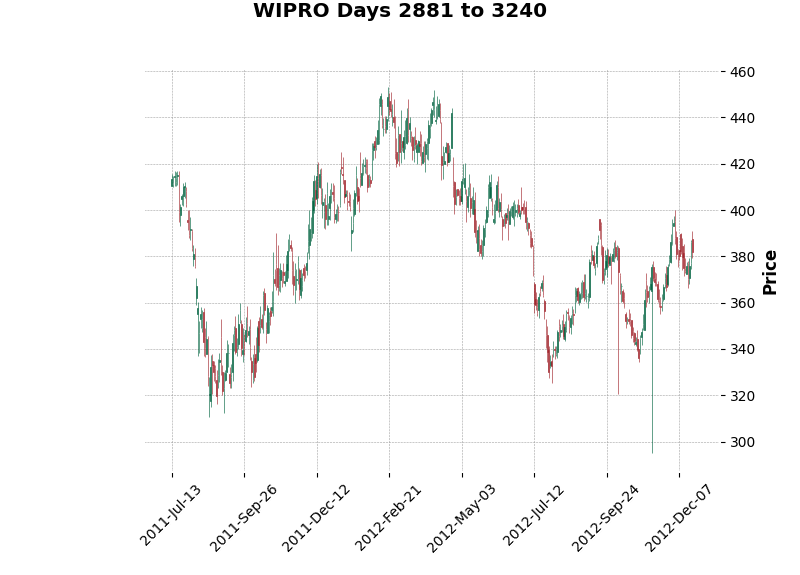 WIPRO Days 2881 to 3240
460
440
420
400
380
360
340
320
300
Price
2011-Jul-13
2011-Sep-26
2011-Dec-12
2012-Feb-21
2012-May-03
2012-Jul-12
2012-Sep-24
2012-Dec-07